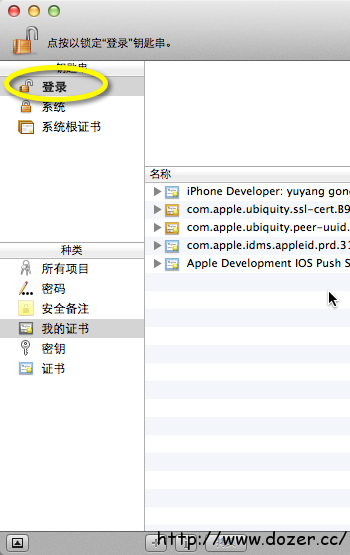 点按以锁定“登录”钥匙串。
钥匙串
登录
系统
系统根证书
名称
iPhone Developer: yuyang gon
com.apple.ubiquity.ssl-cert.B9
com.apple.ubiquity.peer-uuid.
com.apple.idms.appleid.prd.33
Apple Development IOS Push S
种类
所有项目
密码
安全备注
我的证书
密钥
证书
http://www.dozer.cc/